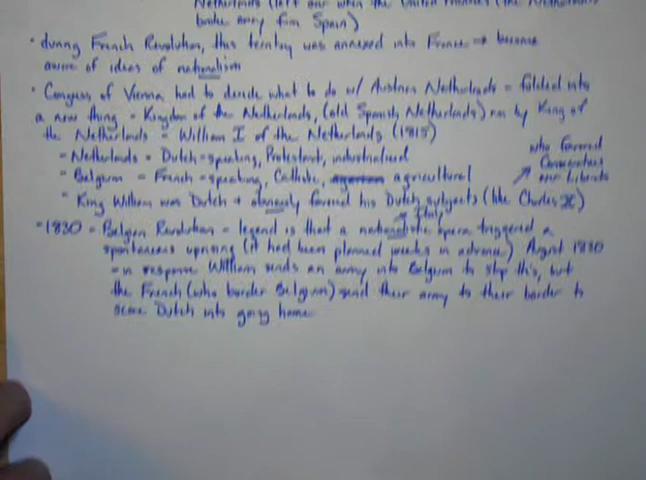 Netherlands (left over when the United Provinces (the Netherlands)
broke away from Spain)
• during French Revolution, this territory was annexed into France → became
aware of ideas of nationalism
• Congress of Vienna had to decide what to do w/ Austrian Netherlands = folded into
a new thing - Kingdom of the Netherlands, (old Spanish Netherlands) run by King of
the Netherlands - William I of the Netherlands (1815)
- Netherlands = Dutch-speaking, Protestant, industrialized
- Belgium = French-speaking, Catholic, agricultural
who favored
Conservatives
over Liberals
- King William was Dutch + obviously favored his Dutch subjects (like Charles X)
Italy
- 1830 - Belgian Revolution - legend is that a nationalistic opera triggered a
spontaneous uprising (it had been planned weeks in advance) August 1830
- in response William sends an army into Belgium to stop this, but
the French (who border Belgium) send their army to their border to
scare Dutch into going home